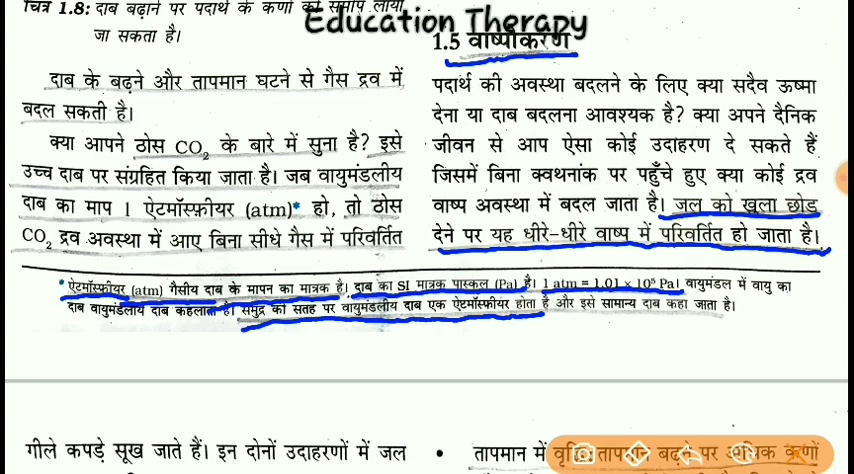 Education Therapy
चित्र 1.8: दाब बढ़ाने पर पदार्थ के कणों को समीप लाया
जा सकता है।
दाब के बढ़ने और तापमान घटने से गैस द्रव में
बदल सकती है।
क्या आपने ठोस CO₂ के बारे में सुना है? इसे
उच्च दाब पर संग्रहित किया जाता है। जब वायुमंडलीय
दाब का माप 1 ऐटमॉस्फ़ीयर (atm)* हो, तो ठोस
CO₂ द्रव अवस्था में आए बिना सीधे गैस में परिवर्तित
1.5 वाष्पीकरण
पदार्थ की अवस्था बदलने के लिए क्या सदैव ऊष्मा
देना या दाब बदलना आवश्यक है? क्या अपने दैनिक
जीवन से आप ऐसा कोई उदाहरण दे सकते हैं
जिसमें बिना क्वथनांक पर पहुँचे हुए क्या कोई द्रव
वाष्प अवस्था में बदल जाता है। जल को खुला छोड़
देने पर यह धीरे-धीरे वाष्प में परिवर्तित हो जाता है।
* ऐटमॉस्फ़ीयर (atm) गैसीय दाब के मापन का मात्रक है। दाब का SI मात्रक पास्कल (Pa) है। 1 atm = 1.01 × 10⁵ Pa। वायुमंडल में वायु का
दाब वायुमंडलीय दाब कहलाता है। समुद्र की सतह पर वायुमंडलीय दाब एक ऐटमॉस्फ़ीयर होता है और इसे सामान्य दाब कहा जाता है।
गीले कपड़े सूख जाते हैं। इन दोनों उदाहरणों में जल
• तापमान में वृद्धि: तापमान बढ़ने पर अधिक कणों